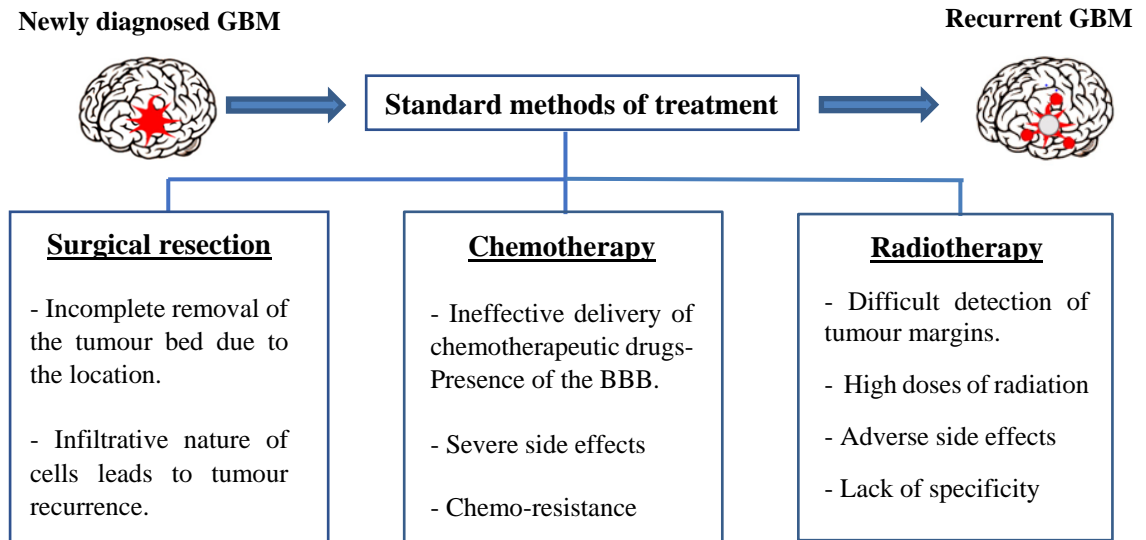 Newly diagnosed GBM
Recurrent GBM
Standard methods of treatment
Surgical resection
- Incomplete removal of
the tumour bed due to
the location.
- Infiltrative nature of
cells leads to tumour
recurrence.
Chemotherapy
- Ineffective delivery of
chemotherapeutic drugs-
Presence of the BBB.
- Severe side effects
- Chemo-resistance
Radiotherapy
- Difficult detection of
tumour margins.
- High doses of radiation
- Adverse side effects
- Lack of specificity